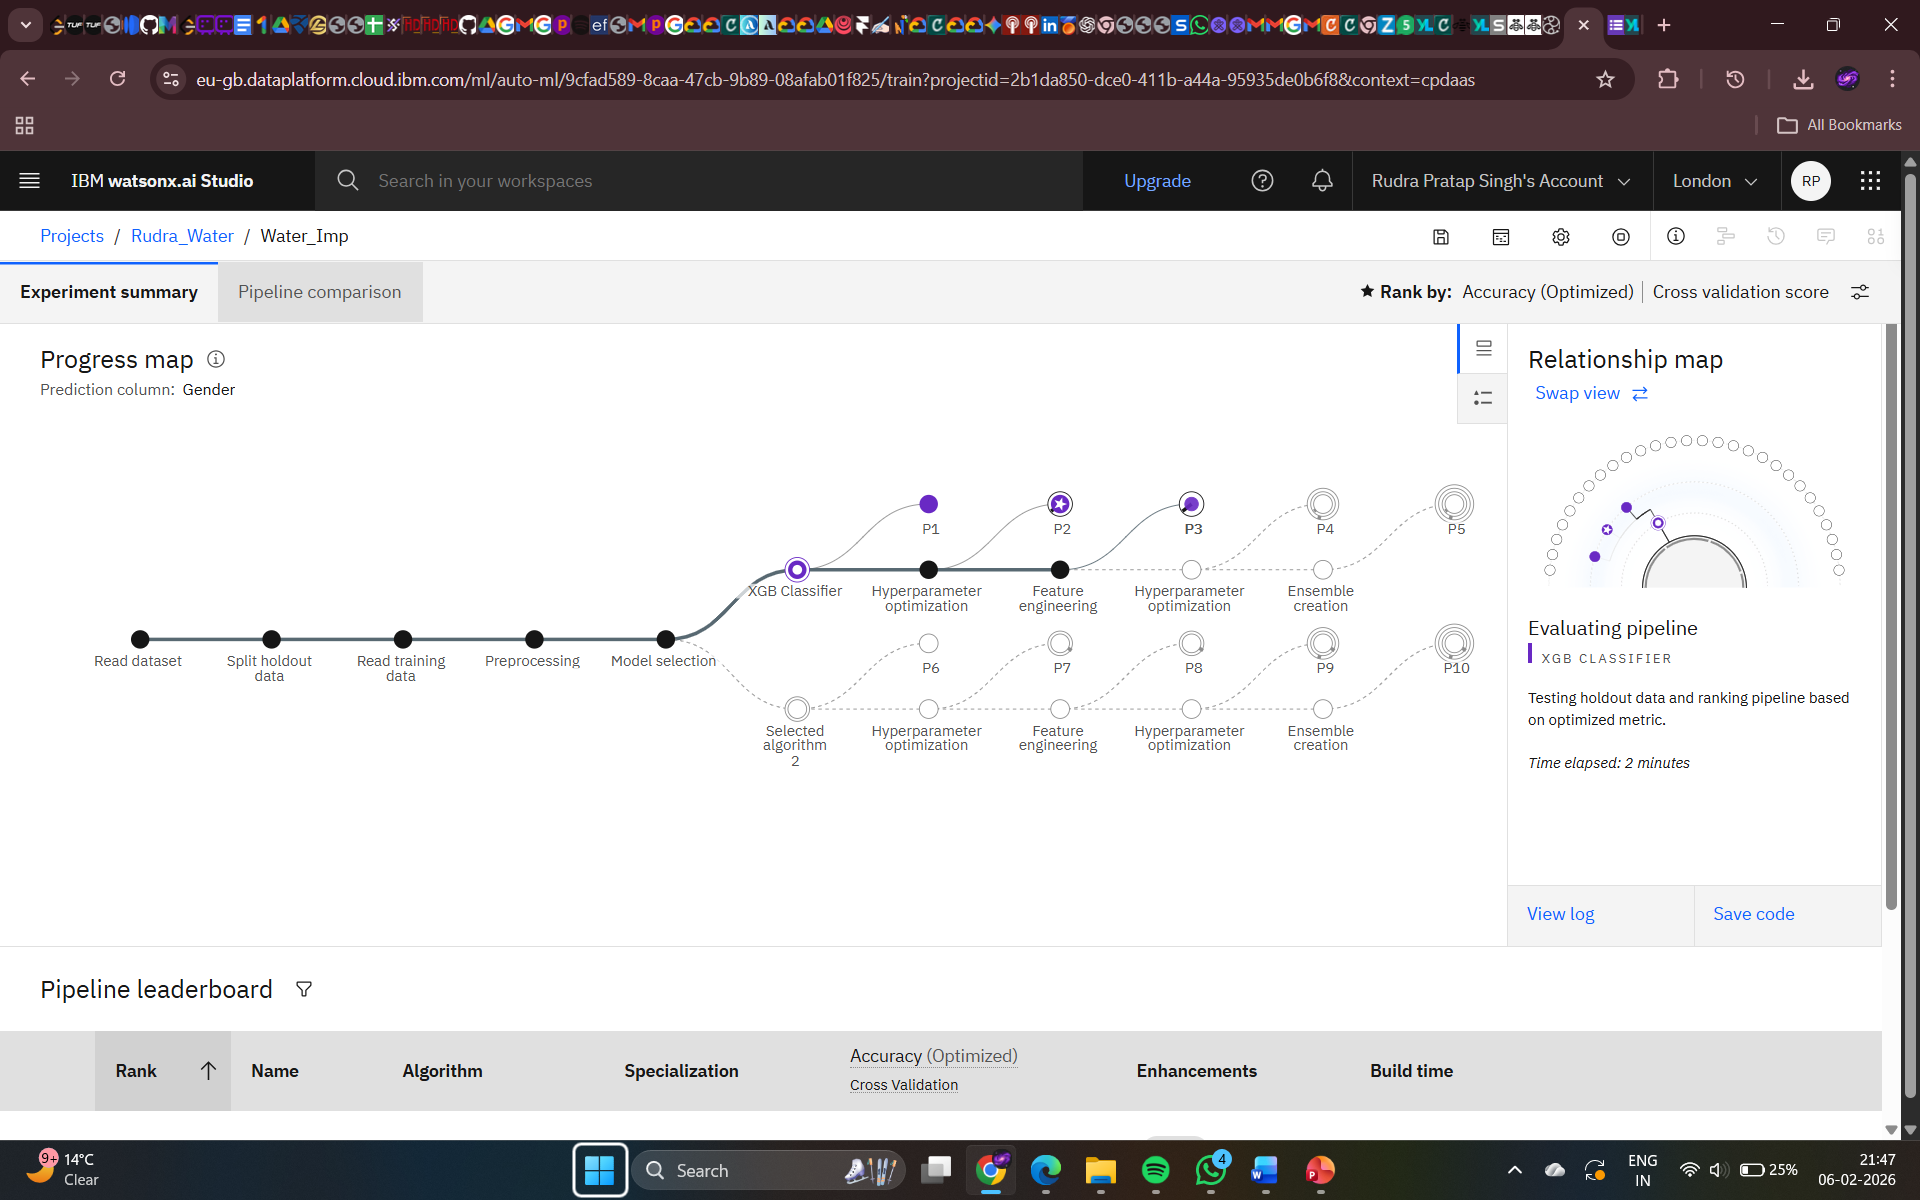 eu-gb.dataplatform.cloud.ibm.com/ml/auto-ml/9cfad589-8caa-47cb-9b89-08afab01f825/train?projectid=2b1da850-dce0-411b-a44a-95935de0b6f8&context=cpdaas
All Bookmarks
IBM watsonx.ai Studio
Search in your workspaces
Upgrade
Rudra Pratap Singh's Account
London
RP
Projects / Rudra_Water / Water_Imp
Experiment summary
Pipeline comparison
Rank by: Accuracy (Optimized) | Cross validation score
Progress map
Prediction column: Gender
P1
P2
P3
P4
P5
XGB Classifier
Hyperparameter
optimization
Feature
engineering
Hyperparameter
optimization
Ensemble
creation
Read dataset
Split holdout
data
Read training
data
Preprocessing
Model selection
P6
P7
P8
P9
P10
Selected
algorithm
2
Hyperparameter
optimization
Feature
engineering
Hyperparameter
optimization
Ensemble
creation
Relationship map
Swap view
Evaluating pipeline
XGB CLASSIFIER
Testing holdout data and ranking pipeline based
on optimized metric.
Time elapsed: 2 minutes
View log
Save code
Pipeline leaderboard
Rank
Name
Algorithm
Specialization
Accuracy (Optimized)
Cross Validation
Enhancements
Build time
9+
14°C
Clear
Search
4
ENG
IN
25%
21:47
06-02-2026